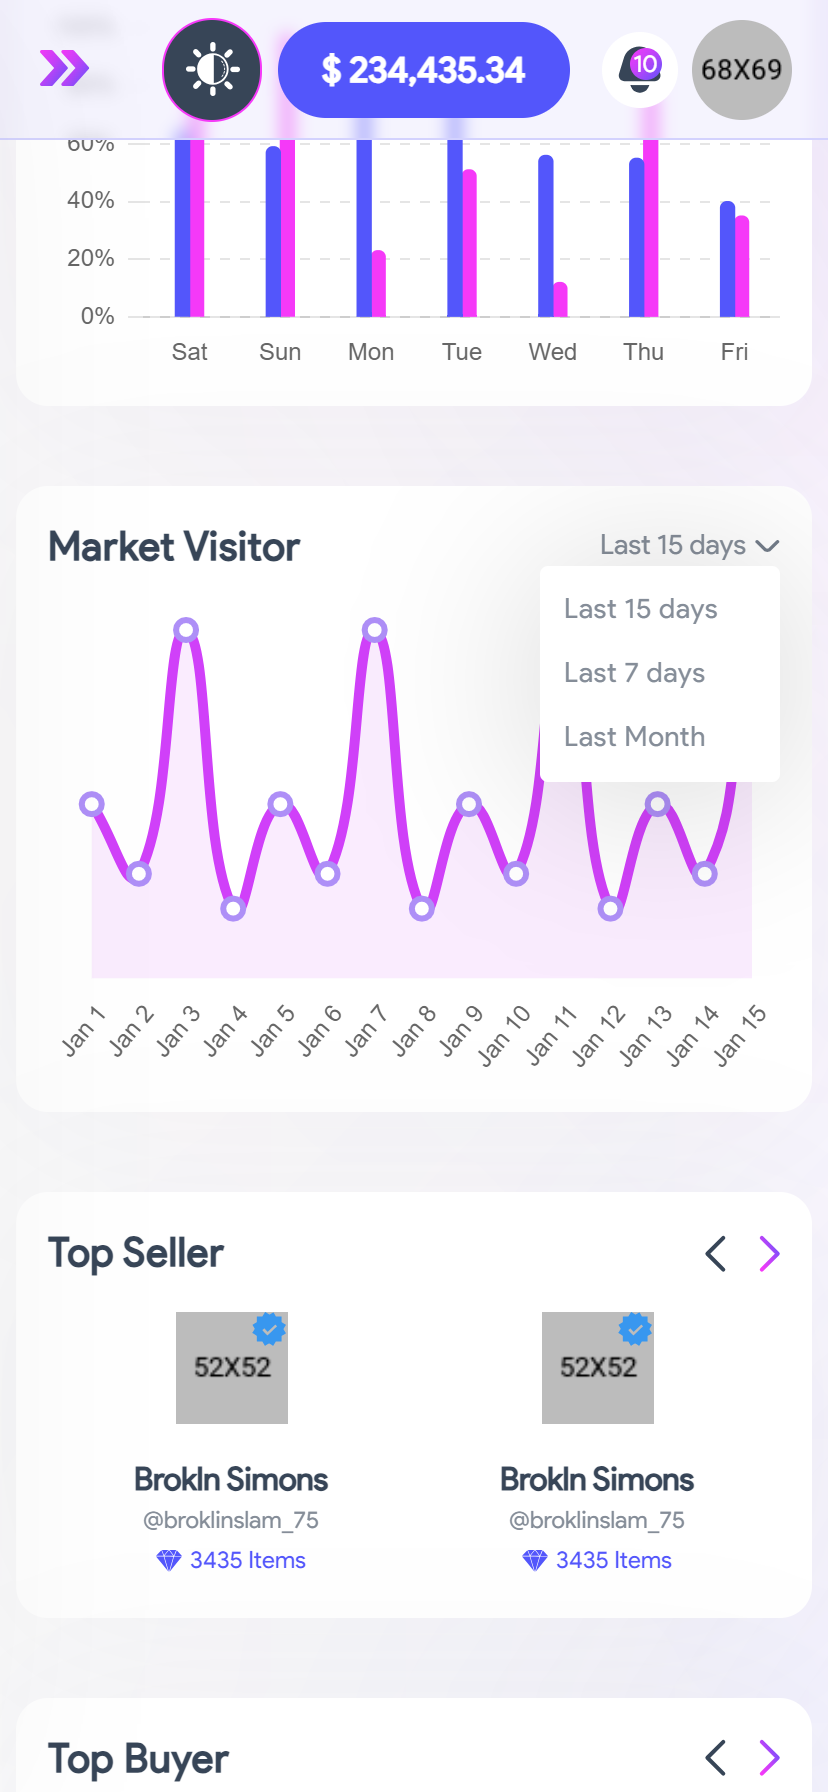 $ 234,435.34
10
68X69
60%
40%
20%
0%
Sat Sun Mon Tue Wed Thu Fri
Market Visitor
Last 15 days
Last 15 days
Last 7 days
Last Month
Jan 1 Jan 2 Jan 3 Jan 4 Jan 5 Jan 6 Jan 7 Jan 8 Jan 9 Jan 10 Jan 11 Jan 12 Jan 13 Jan 14 Jan 15
Top Seller
52X52 52X52
Brokln Simons Brokln Simons
@broklinslam_75 @broklinslam_75
3435 Items 3435 Items
Top Buyer